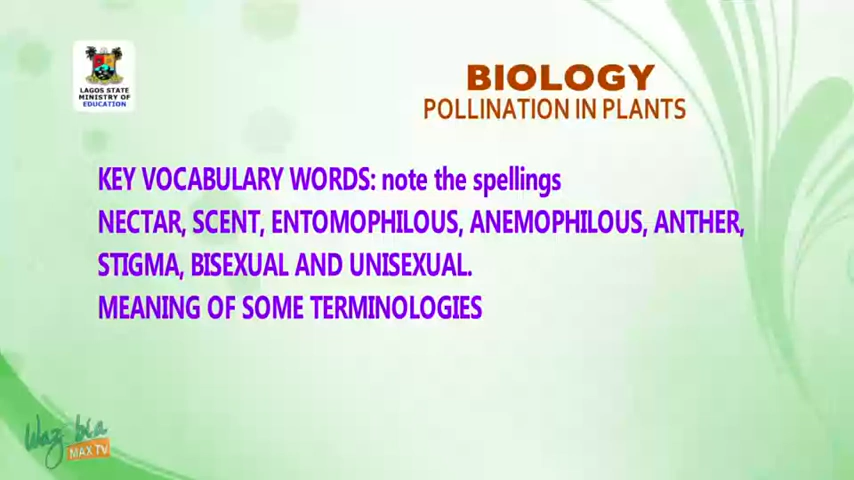 LAGOS STATE
MINISTRY OF
EDUCATION
BIOLOGY
POLLINATION IN PLANTS
KEY VOCABULARY WORDS: note the spellings
NECTAR, SCENT, ENTOMOPHILOUS, ANEMOPHILOUS, ANTHER,
STIGMA, BISEXUAL AND UNISEXUAL.
MEANING OF SOME TERMINOLOGIES
Wazobia
MAX TV